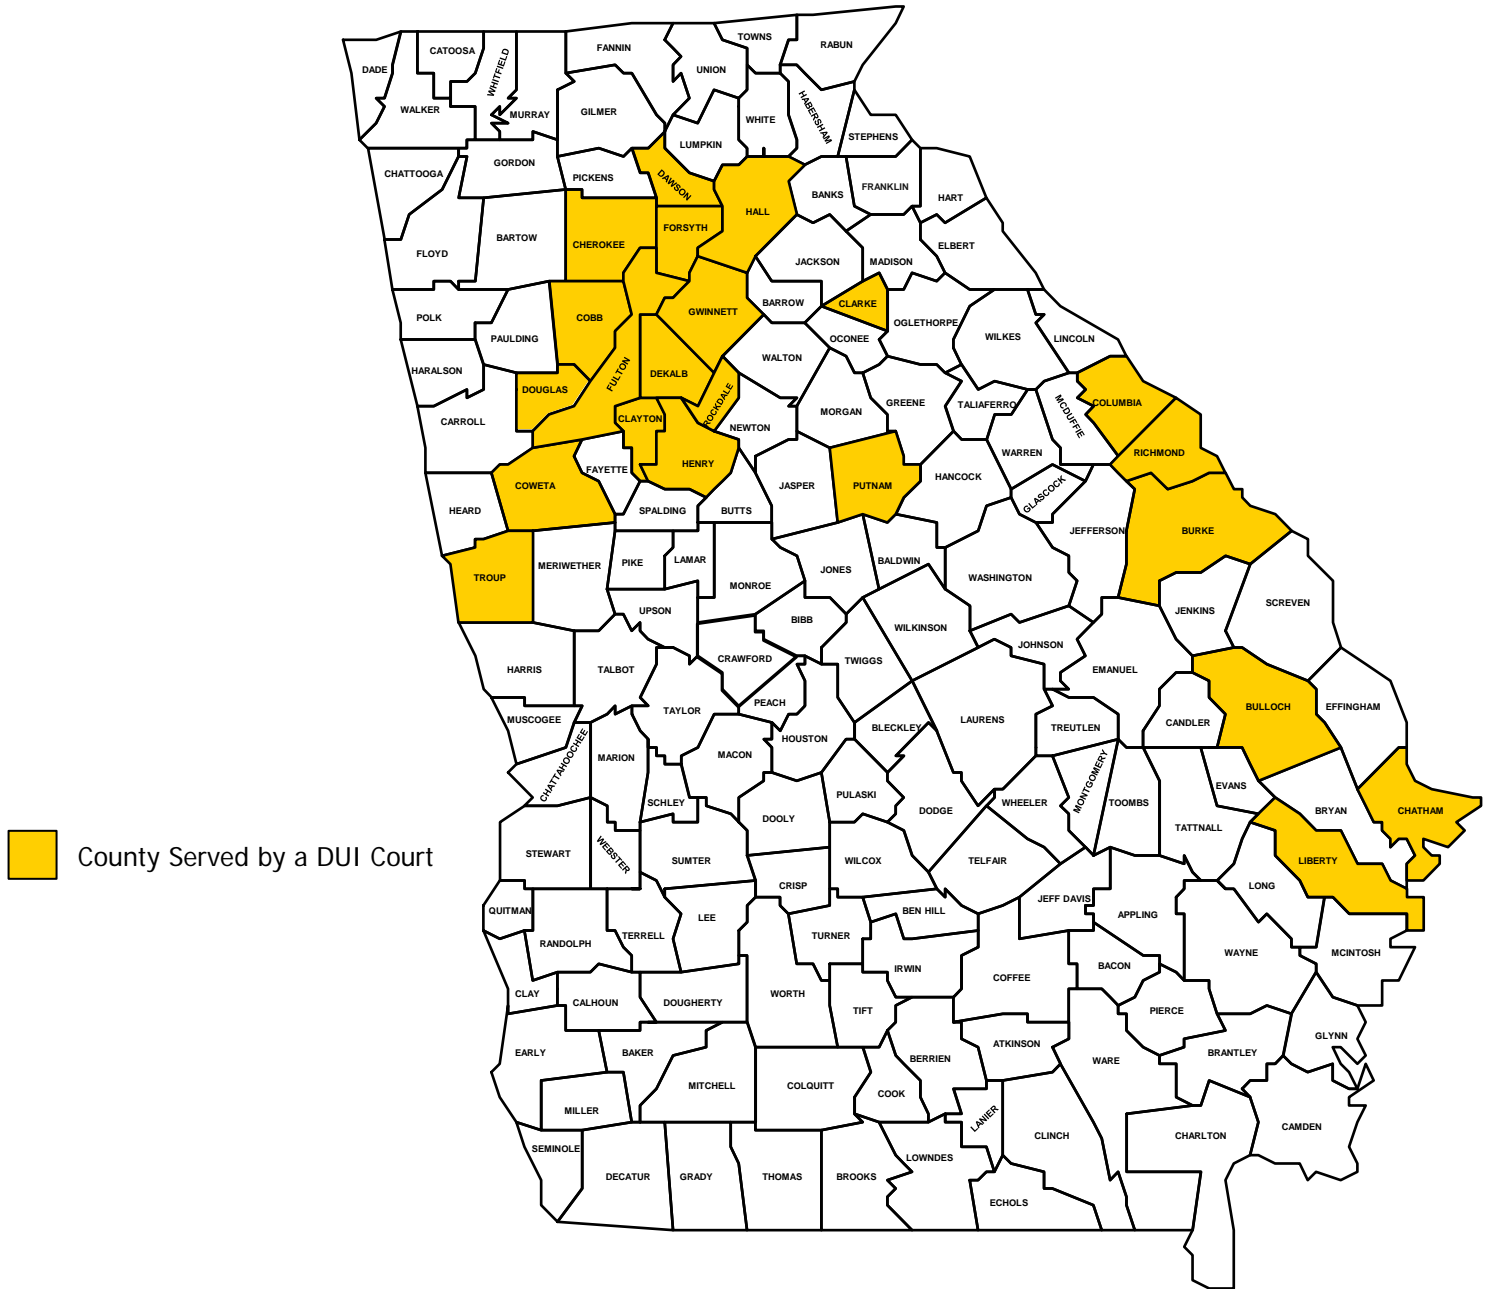 TOWNS
RABUN
FANNIN
CATOOSA
WHITFIELD
DADE
UNION
WALKER
MURRAY
GILMER
HABERSHAM
WHITE
STEPHENS
LUMPKIN
GORDON
CHATTOOGA
PICKENS
DAWSON
FRANKLIN
BANKS
HART
HALL
FORSYTH
BARTOW
CHEROKEE
ELBERT
FLOYD
JACKSON
MADISON
BARROW
CLARKE
GWINNETT
POLK
COBB
OGLETHORPE
PAULDING
OCONEE
WILKES
LINCOLN
WALTON
HARALSON
FULTON
DEKALB
DOUGLAS
ROCKDALE
GREENE
TALIAFERRO
MCDUFFIE
COLUMBIA
MORGAN
CARROLL
CLAYTON
NEWTON
WARREN
RICHMOND
HENRY
FAYETTE
COWETA
JASPER
PUTNAM
HANCOCK
GLASCOCK
HEARD
SPALDING
BUTTS
JEFFERSON
BURKE
MERIWETHER
PIKE
LAMAR
BALDWIN
JONES
TROUP
WASHINGTON
MONROE
SCREVEN
UPSON
JENKINS
BIBB
WILKINSON
JOHNSON
CRAWFORD
TWIGGS
HARRIS
TALBOT
EMANUEL
PEACH
TAYLOR
BULLOCH
EFFINGHAM
MUSCOGEE
LAURENS
CANDLER
BLECKLEY
TREUTLEN
HOUSTON
CHATTAHOOCHEE
MARION
MACON
MONTGOMERY
EVANS
PULASKI
SCHLEY
WHEELER
TOOMBS
DODGE
BRYAN
CHATHAM
DOOLY
TATTNALL
WEBSTER
STEWART
SUMTER
WILCOX
TELFAIR
LIBERTY
County Served by a DUI Court
CRISP
LONG
JEFF DAVIS
QUITMAN
BEN HILL
APPLING
LEE
TERRELL
TURNER
RANDOLPH
WAYNE
MCINTOSH
IRWIN
BACON
COFFEE
CLAY
WORTH
CALHOUN
DOUGHERTY
TIFT
PIERCE
GLYNN
ATKINSON
EARLY
BAKER
BRANTLEY
BERRIEN
WARE
MITCHELL
COLQUITT
COOK
MILLER
LANIER
CAMDEN
CLINCH
CHARLTON
SEMINOLE
LOWNDES
DECATUR
GRADY
THOMAS
BROOKS
ECHOLS